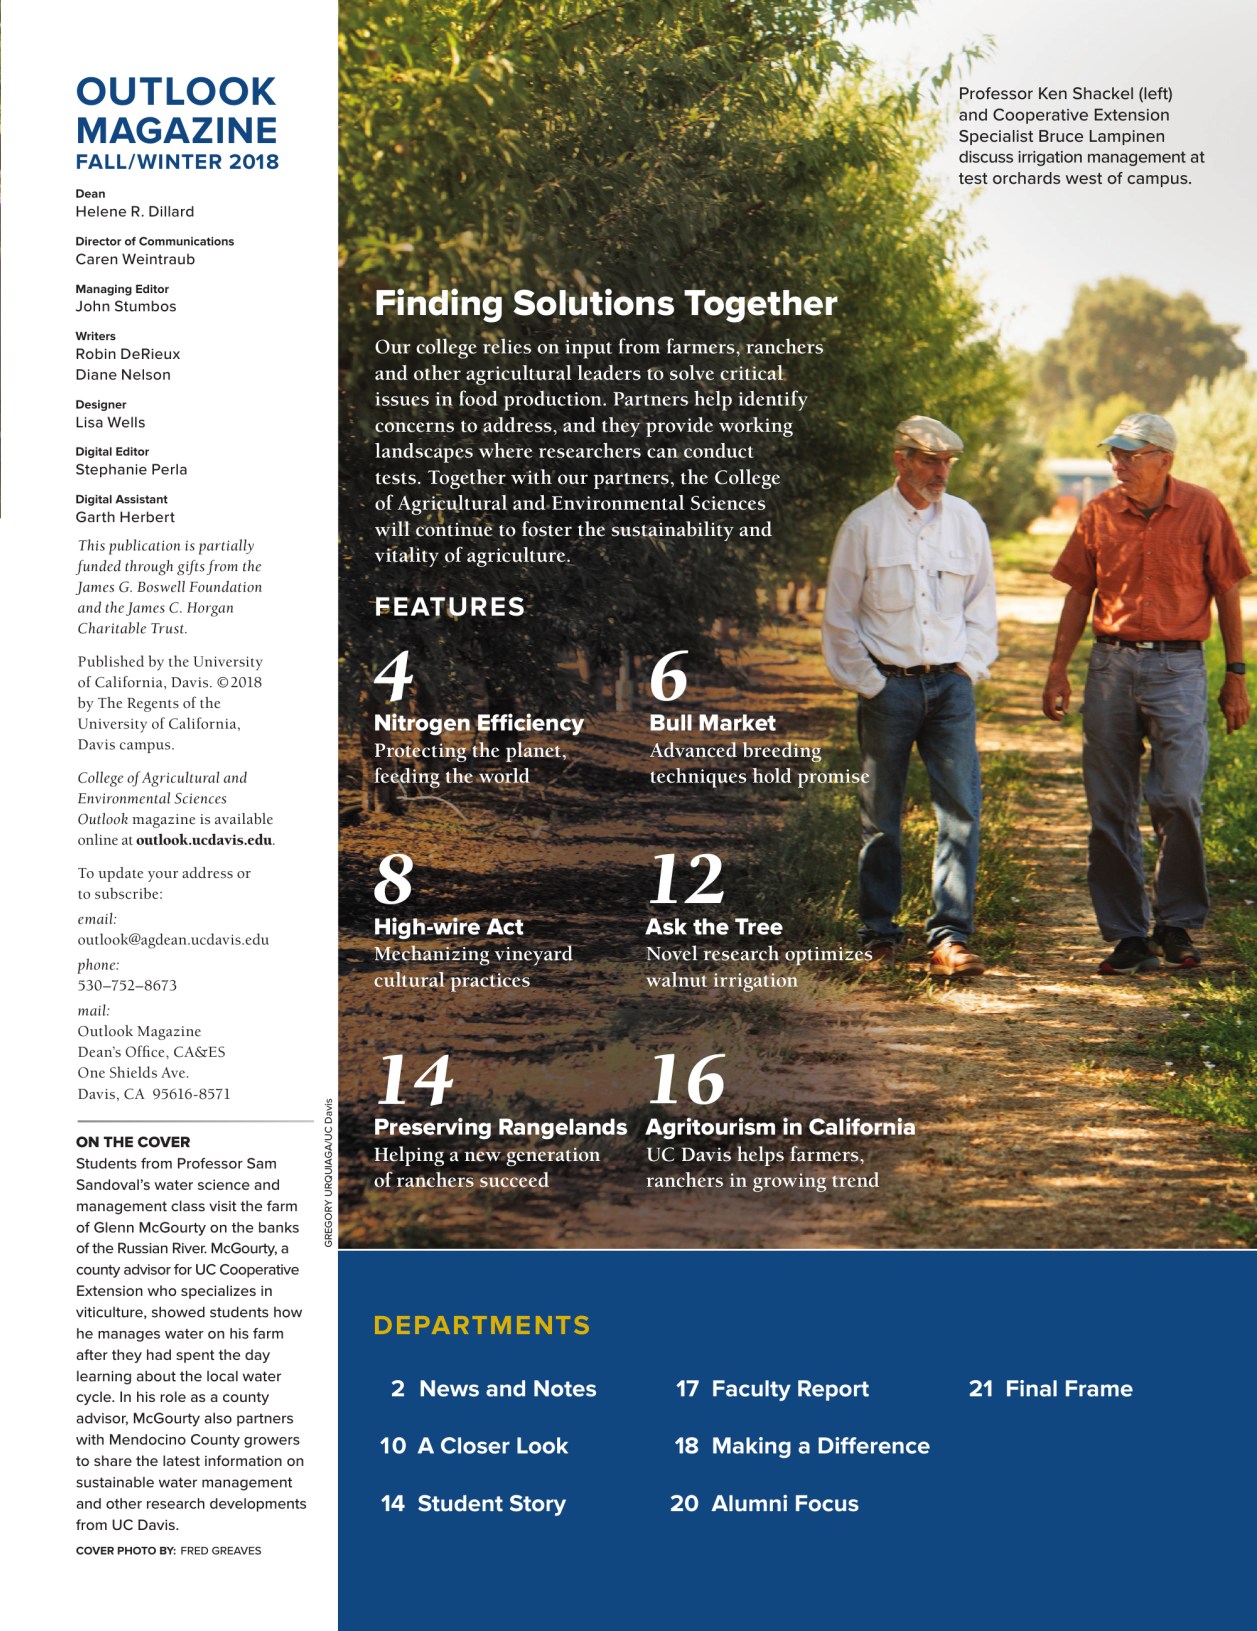 OUTLOOK
MAGAZINE
FALL/WINTER 2018
Dean
Helene R. Dillard
Director of Communications
Caren Weintraub
Managing Editor
John Stumbos
Writers
Robin DeRieux
Diane Nelson
Designer
Lisa Wells
Digital Editor
Stephanie Perla
Digital Assistant
Garth Herbert
This publication is partially
funded through gifts from the
James G. Boswell Foundation
and the James C. Horgan
Charitable Trust.
Published by the University
of California, Davis. ©2018
by The Regents of the
University of California,
Davis campus.
College of Agricultural and
Environmental Sciences
Outlook magazine is available
online at outlook.ucdavis.edu.
To update your address or
to subscribe:
email:
outlook@agdean.ucdavis.edu
phone:
530–752–8673
mail:
Outlook Magazine
Dean's Office, CA&ES
One Shields Ave.
Davis, CA 95616-8571
ON THE COVER
Students from Professor Sam
Sandoval's water science and
management class visit the farm
of Glenn McGourty on the banks
of the Russian River. McGourty, a
county advisor for UC Cooperative
Extension who specializes in
viticulture, showed students how
he manages water on his farm
after they had spent the day
learning about the local water
cycle. In his role as a county
advisor, McGourty also partners
with Mendocino County growers
to share the latest information on
sustainable water management
and other research developments
from UC Davis.
COVER PHOTO BY: FRED GREAVES
GREGORY URQUIAGA/UC Davis
Professor Ken Shackel (left)
and Cooperative Extension
Specialist Bruce Lampinen
discuss irrigation management at
test orchards west of campus.
Finding Solutions Together
Our college relies on input from farmers, ranchers
and other agricultural leaders to solve critical
issues in food production. Partners help identify
concerns to address, and they provide working
landscapes where researchers can conduct
tests. Together with our partners, the College
of Agricultural and Environmental Sciences
will continue to foster the sustainability and
vitality of agriculture.
FEATURES
4
Nitrogen Efficiency
Protecting the planet,
feeding the world
6
Bull Market
Advanced breeding
techniques hold promise
8
High-wire Act
Mechanizing vineyard
cultural practices
12
Ask the Tree
Novel research optimizes
walnut irrigation
14
Preserving Rangelands
Helping a new generation
of ranchers succeed
16
Agritourism in California
UC Davis helps farmers,
ranchers in growing trend
DEPARTMENTS
2 News and Notes
10 A Closer Look
14 Student Story
17 Faculty Report
18 Making a Difference
20 Alumni Focus
21 Final Frame